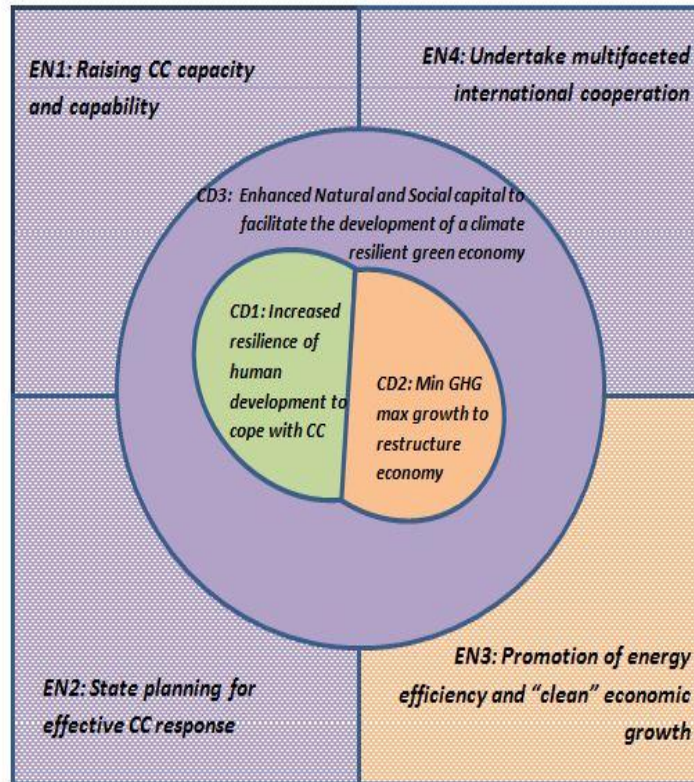 EN1: Raising CC capacity
and capability
EN4: Undertake multifaceted
international cooperation
CD3: Enhanced Natural and Social capital to
facilitate the development of a climate
resilient green economy
CD1: Increased
resilience of
human
development to
cope with CC
CD2: Min GHG
max growth to
restructure
economy
EN2: State planning for
effective CC response
EN3: Promotion of energy
efficiency and “clean” economic
growth